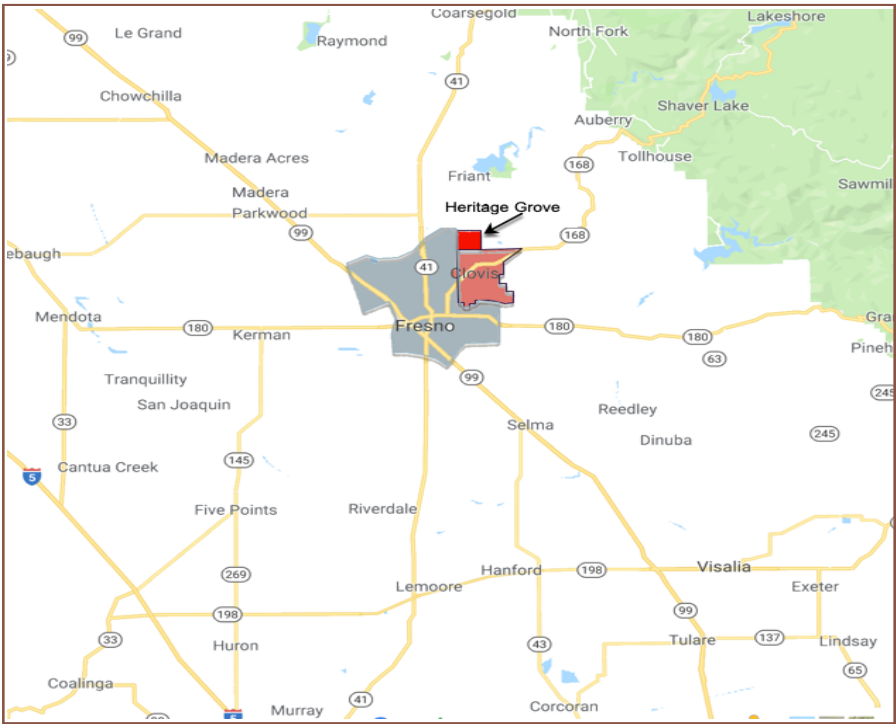 Coarsegold
Lakeshore
99
Le Grand
North Fork
Raymond
41
Chowchilla
Shaver Lake
Auberry
Tollhouse
Madera Acres
168
Friant
Sawmil
Madera
Parkwood
Heritage Grove
99
168
ebaugh
41
Clovis
Mendota
180
Kerman
Fresno
180
180
Gra
63
Pineh
Tranquillity
99
245
San Joaquin
Reedley
33
Selma
Dinuba
245
145
Cantua Creek
5
Five Points
Riverdale
269
Hanford
198
Visalia
Lemoore
Exeter
198
99
33
Huron
43
Tulare
137
Lindsay
65
Coalinga
41
Murray
Corcoran
5